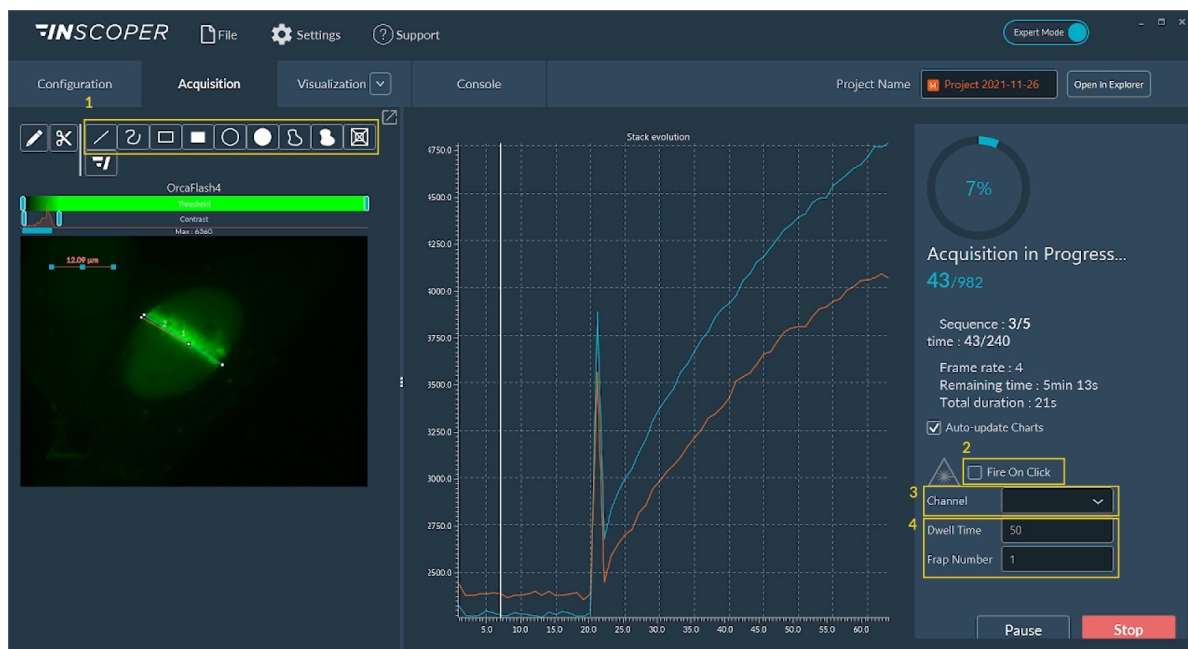 INSCOPER File Settings ? Support Expert Mode
Configuration Acquisition Visualization Console Project Name M Project 2021-11-26 Open in Explorer
1
OrcaFlash4
Threshold
Contrast
Max : 6360
12.09 µm
Stack evolution
4750.0
4500.0
4250.0
4000.0
3750.0
3500.0
3250.0
3000.0
2750.0
2500.0
5.0 10.0 15.0 20.0 25.0 30.0 35.0 40.0 45.0 50.0 55.0 60.0
7%
Acquisition in Progress...
43/982
Sequence : 3/5
time : 43/240
Frame rate : 4
Remaining time : 5min 13s
Total duration : 21s
Auto-update Charts
2
Fire On Click
3
Channel
4
Dwell Time 50
Frap Number 1
Pause Stop